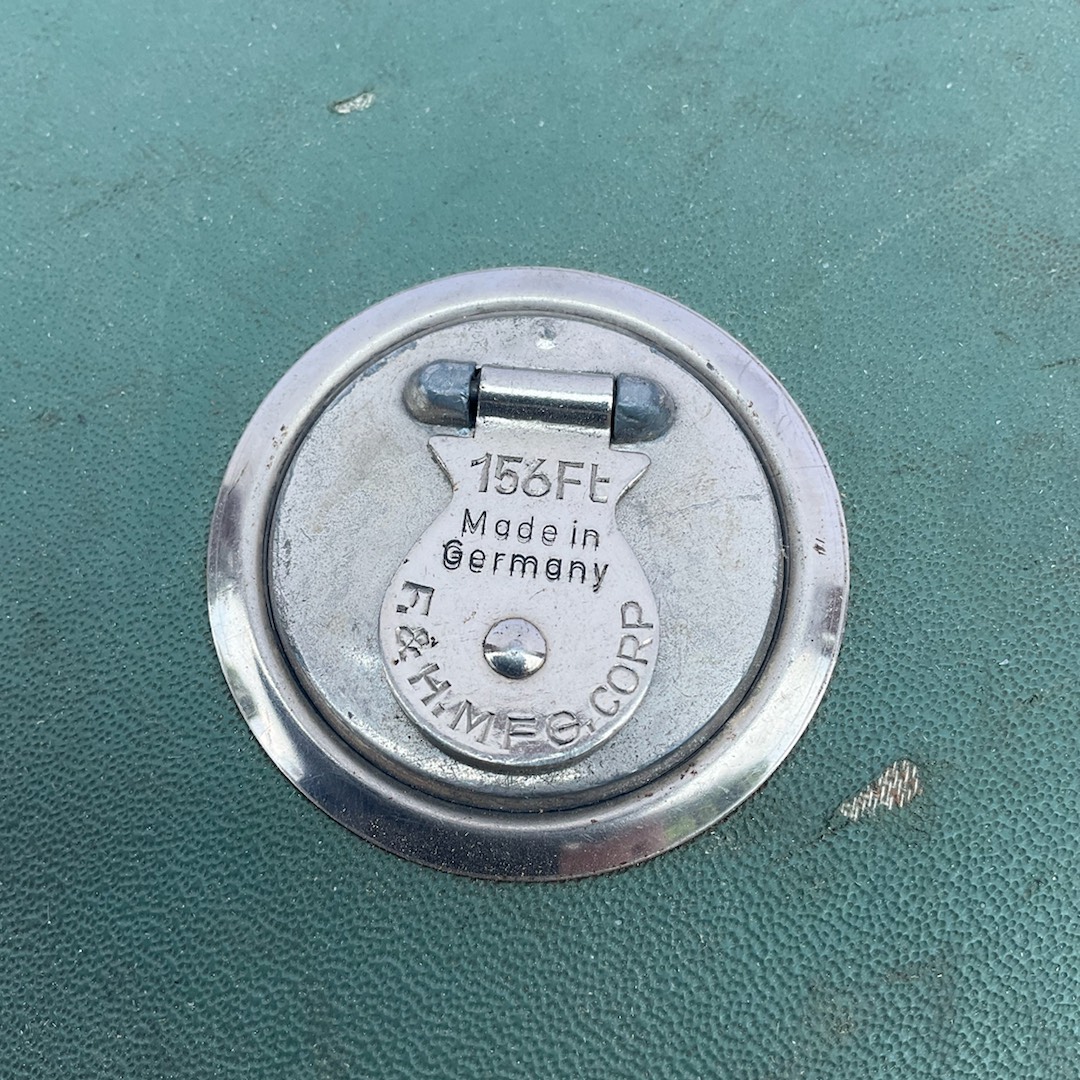 156Ft
Made in
Germany
F. & H. MFG. CORP